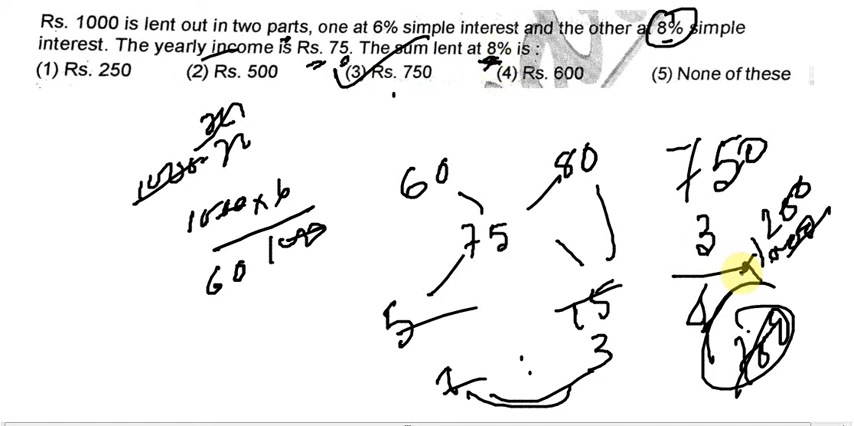 Rs. 1000 is lent out in two parts, one at 6% simple interest and the other at 8% simple
interest. The yearly income is Rs. 75. The sum lent at 8% is :
(1) Rs. 250 (2) Rs. 500 (3) Rs. 750 (4) Rs. 600 (5) None of these
60 80 750
1000 x 6 75 3
60
5 15 4
3